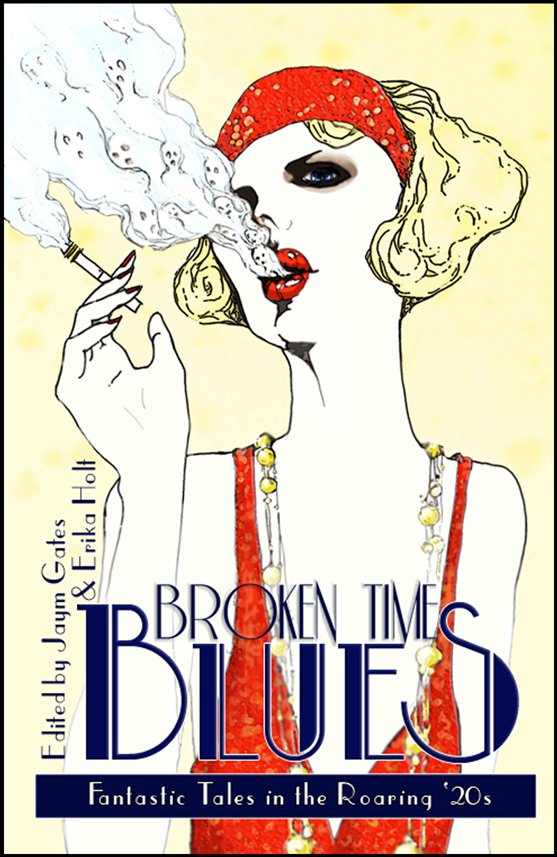 Edited by Jaym Gates
& Erika Holt
BROKEN TIME
BLUES
Fantastic Tales in the Roaring '20s